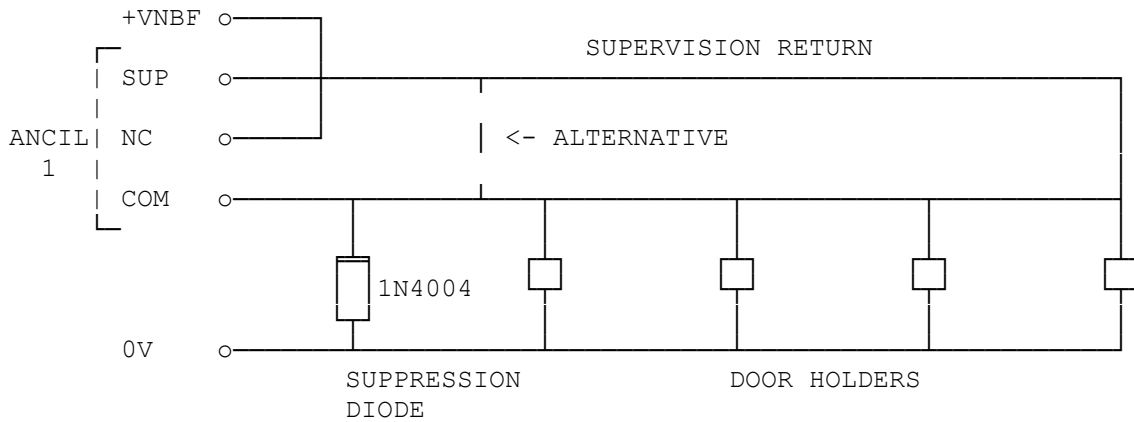 +VNBF
SUPERVISION RETURN
SUP
ANCIL NC <- ALTERNATIVE
1
COM
1N4004
0V
SUPPRESSION DOOR HOLDERS
DIODE